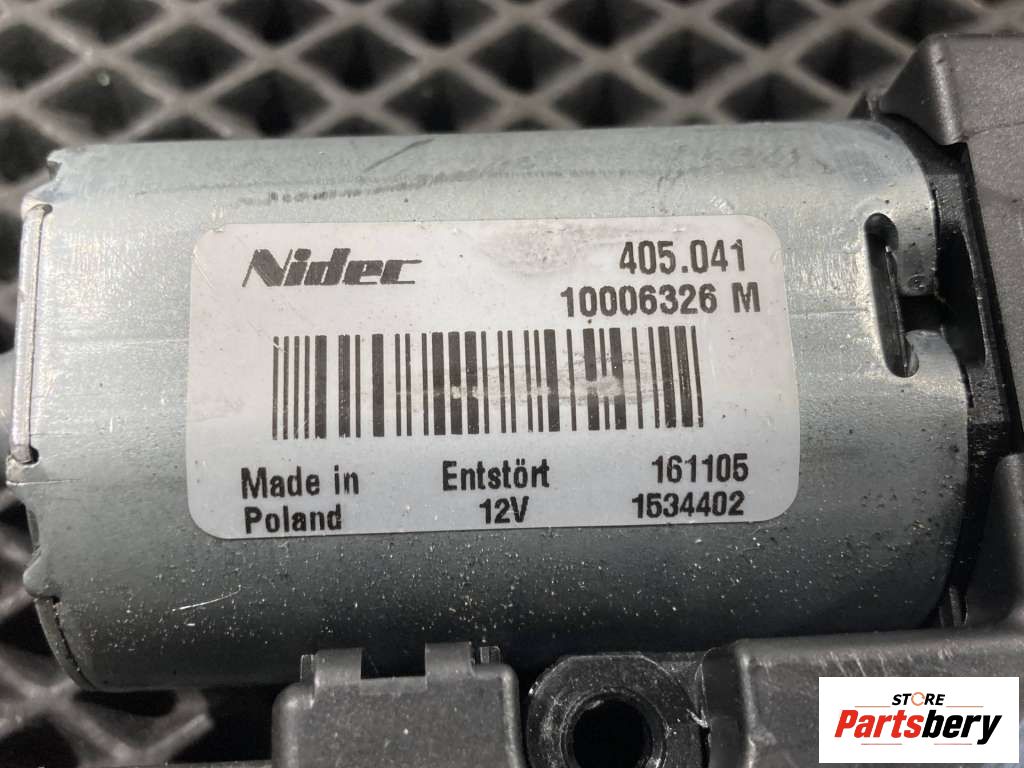 Nidec
405.041
10006326 M
Made in
Poland
Entstört
12V
161105
1534402
STORE
Partsbery